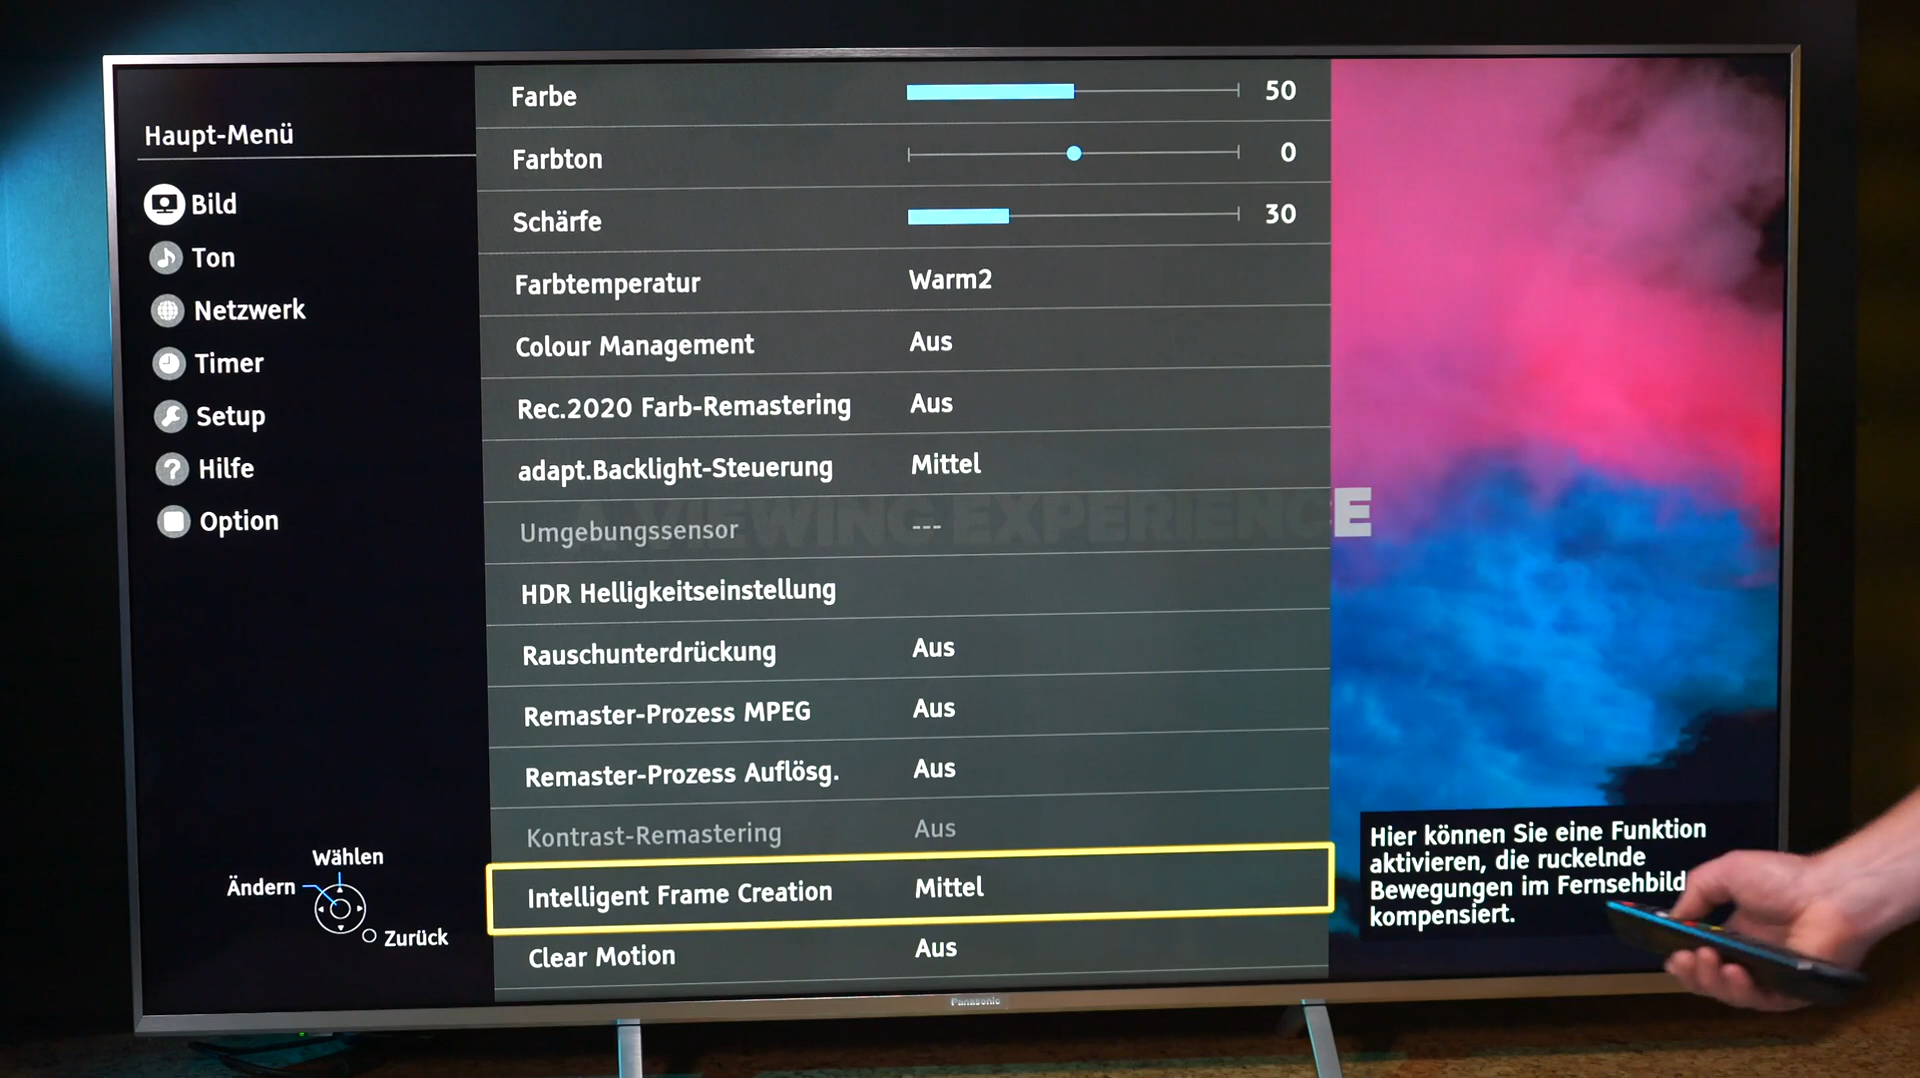 Haupt-Menü
Bild
Ton
Netzwerk
Timer
Setup
? Hilfe
Option
Wählen
Ändern
Zurück
Farbe 50
Farbton 0
Schärfe 30
Farbtemperatur Warm2
Colour Management Aus
Rec.2020 Farb-Remastering Aus
adapt.Backlight-Steuerung Mittel
A VIEWING EXPERIENCE
Umgebungssensor ---
HDR Helligkeitseinstellung
Rauschunterdrückung Aus
Remaster-Prozess MPEG Aus
Remaster-Prozess Auflösg. Aus
Kontrast-Remastering Aus
Intelligent Frame Creation Mittel
Clear Motion Aus
Hier können Sie eine Funktion
aktivieren, die ruckelnde
Bewegungen im Fernsehbild
kompensiert.
Panasonic